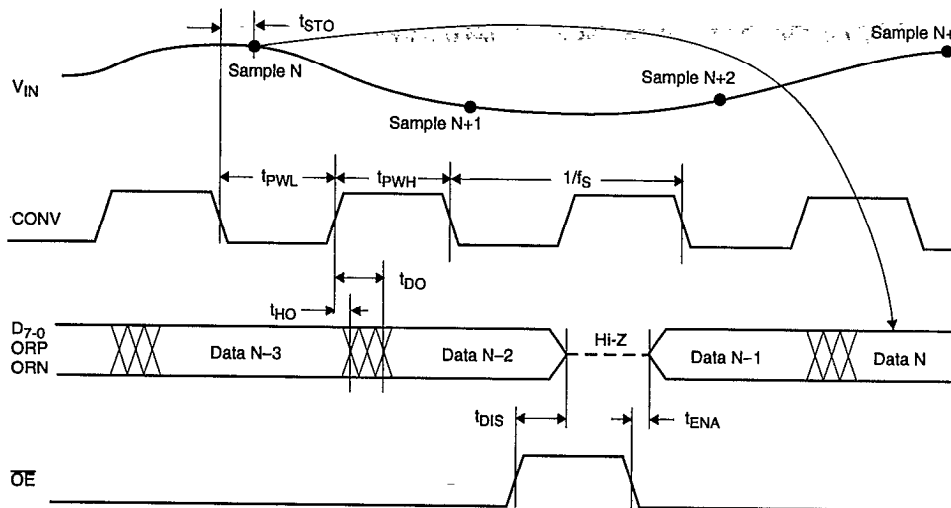 tSTO
Sample N+
Sample N
Sample N+2
VIN
Sample N+1
tPWL
tPWH
1/fS
CONV
tDO
tHO
D7-0
ORP
ORN
Data N–3
Data N–2
Hi-Z
Data N–1
Data N
tDIS
tENA
OE